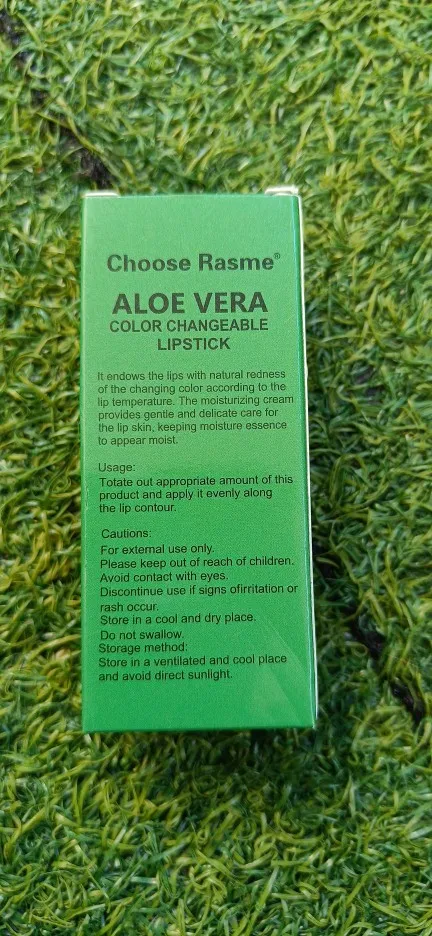 Choose Rasme®
ALOE VERA
COLOR CHANGEABLE
LIPSTICK
It endows the lips with natural redness
of the changing color according to the
lip temperature. The moisturizing cream
provides gentle and delicate care for
the lip skin, keeping moisture essence
to appear moist.
Usage:
Totate out appropriate amount of this
product and apply it evenly along
the lip contour.
Cautions:
For external use only.
Please keep out of reach of children.
Avoid contact with eyes.
Discontinue use if signs ofirritation or
rash occur.
Store in a cool and dry place.
Do not swallow.
Storage method:
Store in a ventilated and cool place
and avoid direct sunlight.